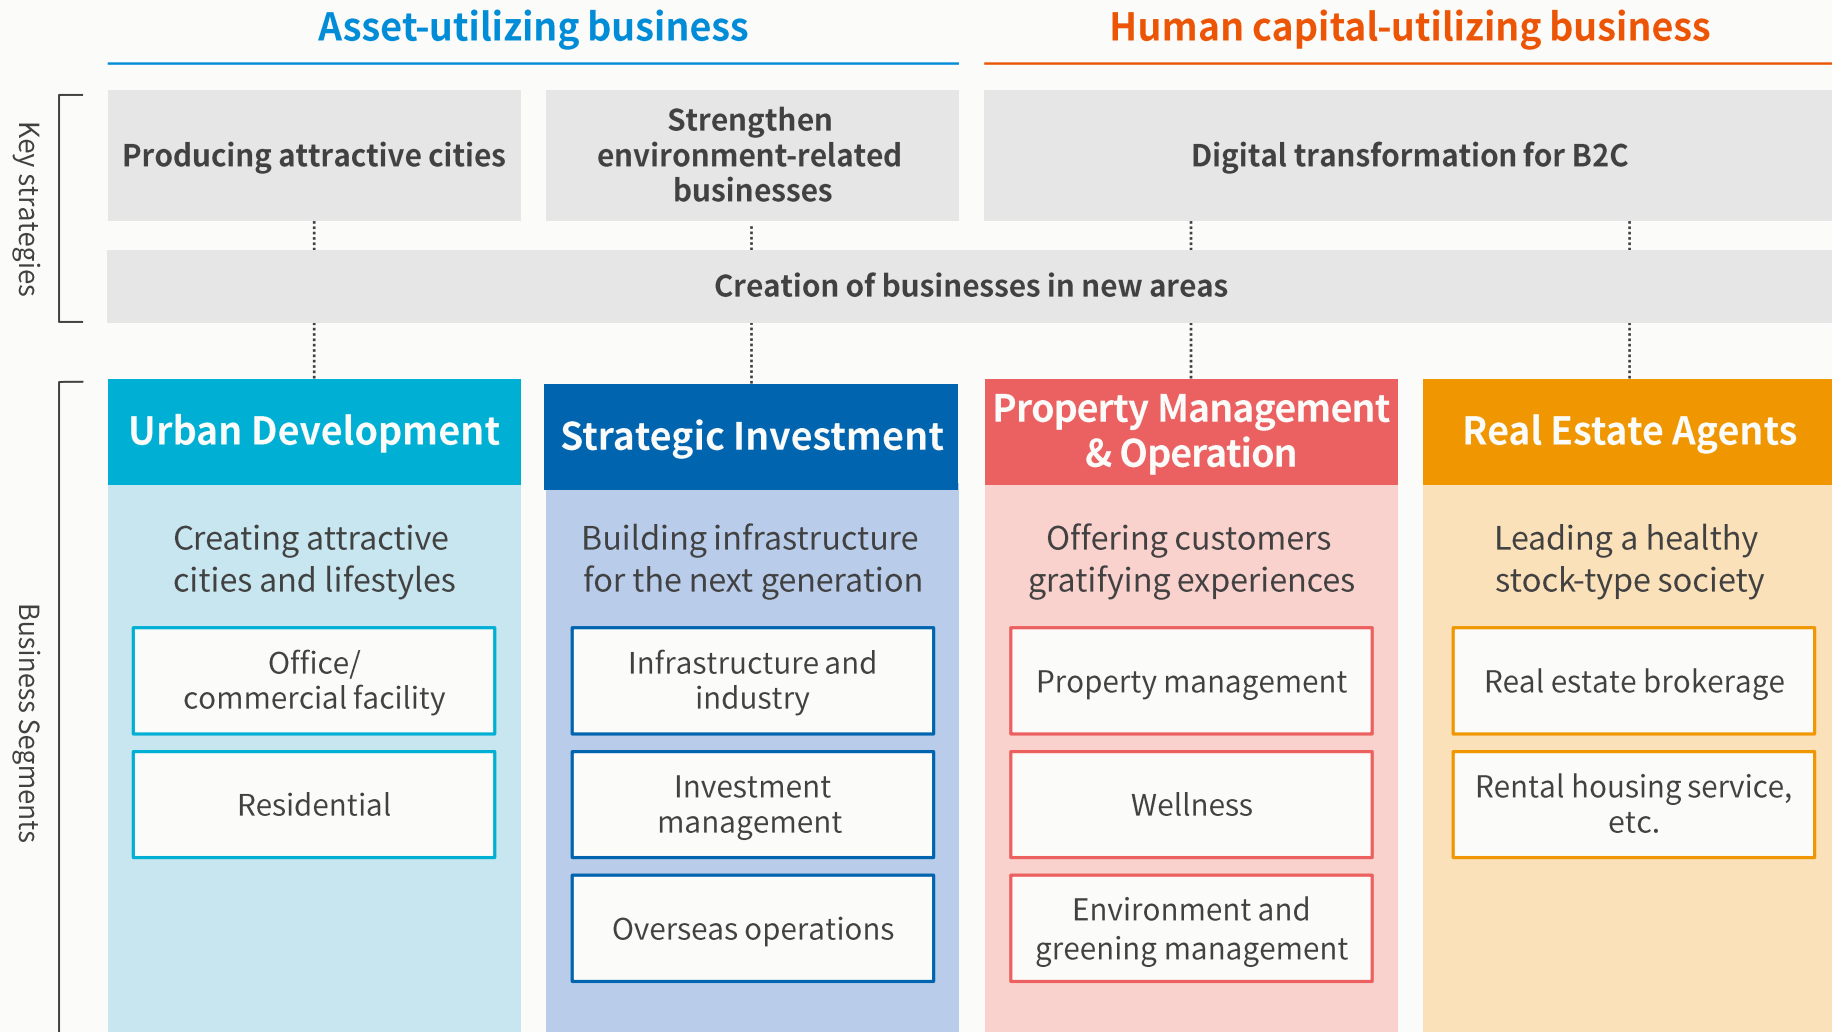 Asset-utilizing business
Human capital-utilizing business
Key strategies
Producing attractive cities
Strengthen
environment-related
businesses
Digital transformation for B2C
Creation of businesses in new areas
Business Segments
Urban Development
Creating attractive
cities and lifestyles
Office/
commercial facility
Residential
Strategic Investment
Building infrastructure
for the next generation
Infrastructure and
industry
Investment
management
Overseas operations
Property Management
& Operation
Offering customers
gratifying experiences
Property management
Wellness
Environment and
greening management
Real Estate Agents
Leading a healthy
stock-type society
Real estate brokerage
Rental housing service,
etc.